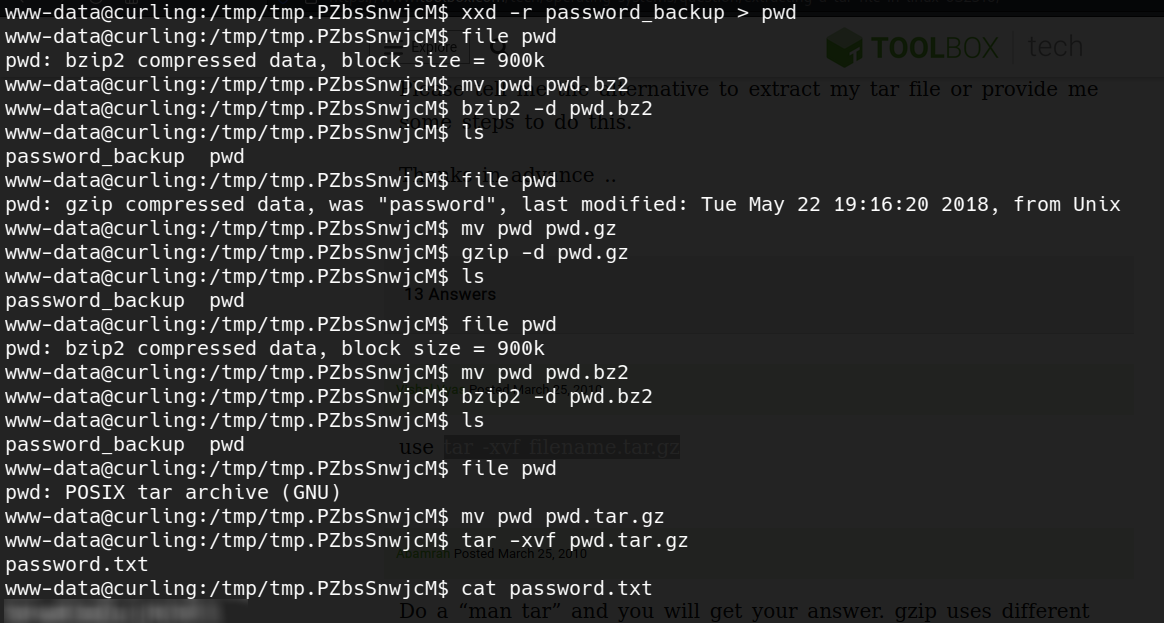 www-data@curling:/tmp/tmp.PZbsSnwjcM$ xxd -r password_backup > pwd
www-data@curling:/tmp/tmp.PZbsSnwjcM$ file pwd
Explore
TOOLBOX tech
pwd: bzip2 compressed data, block size = 900k
www-data@curling:/tmp/tmp.PZbsSnwjcM$ mv pwd pwd.bz2
Please tell me the alternative to extract my tar file or provide me
www-data@curling:/tmp/tmp.PZbsSnwjcM$ bzip2 -d pwd.bz2
some steps to do this.
www-data@curling:/tmp/tmp.PZbsSnwjcM$ ls
password_backup  pwd
Thanks in advance ..
www-data@curling:/tmp/tmp.PZbsSnwjcM$ file pwd
pwd: gzip compressed data, was "password", last modified: Tue May 22 19:16:20 2018, from Unix
www-data@curling:/tmp/tmp.PZbsSnwjcM$ mv pwd pwd.gz
www-data@curling:/tmp/tmp.PZbsSnwjcM$ gzip -d pwd.gz
www-data@curling:/tmp/tmp.PZbsSnwjcM$ ls
password_backup  pwd
13 Answers
www-data@curling:/tmp/tmp.PZbsSnwjcM$ file pwd
pwd: bzip2 compressed data, block size = 900k
www-data@curling:/tmp/tmp.PZbsSnwjcM$ mv pwd pwd.bz2
Posted March 25, 2010
www-data@curling:/tmp/tmp.PZbsSnwjcM$ bzip2 -d pwd.bz2
www-data@curling:/tmp/tmp.PZbsSnwjcM$ ls
password_backup  pwd
use tar -xvf filename.tar.gz
www-data@curling:/tmp/tmp.PZbsSnwjcM$ file pwd
pwd: POSIX tar archive (GNU)
www-data@curling:/tmp/tmp.PZbsSnwjcM$ mv pwd pwd.tar.gz
www-data@curling:/tmp/tmp.PZbsSnwjcM$ tar -xvf pwd.tar.gz
Posted March 25, 2010
password.txt
www-data@curling:/tmp/tmp.PZbsSnwjcM$ cat password.txt
Do a “man tar” and you will get your answer. gzip uses different